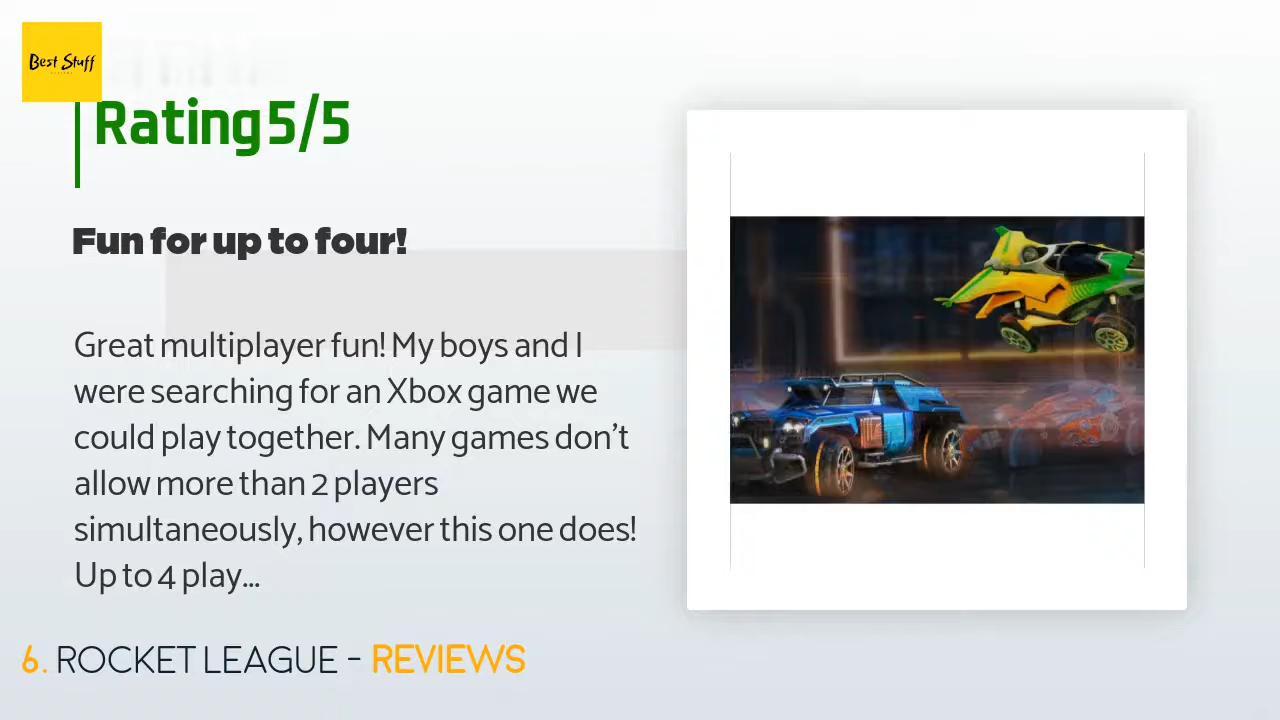 Best Stuff
Rating 5/5
Fun for up to four!
Great multiplayer fun! My boys and I
were searching for an Xbox game we
could play together. Many games don't
allow more than 2 players
simultaneously, however this one does!
Up to 4 play...
6. ROCKET LEAGUE - REVIEWS